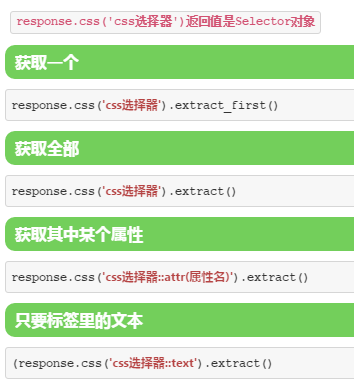 response.css('css选择器')返回值是Selector对象
获取一个
response.css('css选择器').extract_first()
获取全部
response.css('css选择器').extract()
获取其中某个属性
response.css('css选择器::attr(属性名)').extract()
只要标签里的文本
(response.css('css选择器::text').extract()